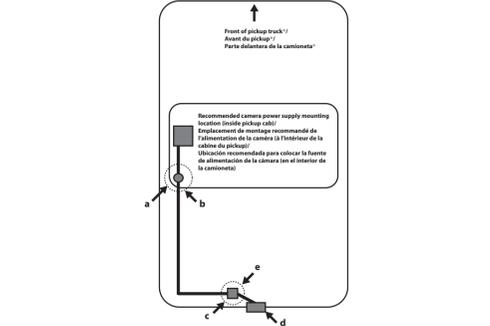 Front of pickup truck*/
Avant du pickup*/
Parte delantera de la camioneta*
Recommended camera power supply mounting
location (inside pickup cab)/
Emplacement de montage recommandé de
l'alimentation de la caméra (à l'intérieur de la
cabine du pickup)/
Ubicación recomendada para colocar la fuente
de alimentación de la cámara (en el interior de
la camioneta)
a
b
e
c
d